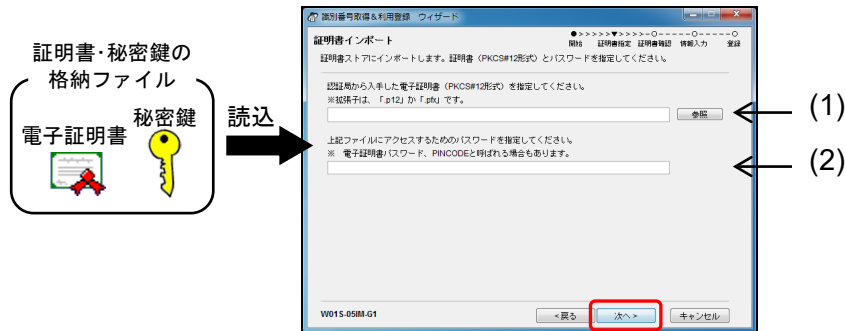 証明書・秘密鍵の
格納ファイル
電子証明書
秘密鍵
読込
識別番号取得&利用登録 ウィザード
証明書インポート
●>>>>>▼>>>>--○-----○-----○
開始 証明書指定 証明書確認 情報入力 登録
証明書ストアにインポートします。証明書（PKCS#12形式）とパスワードを指定してください。
認証局から入手した電子証明書（PKCS#12形式）を指定してください。
※拡張子は、「.p12」か「.pfx」です。
参照
上記ファイルにアクセスするためのパスワードを指定してください。
※ 電子証明書パスワード、PINCODEと呼ばれる場合もあります。
(1)
(2)
W01S-05IM-G1
<戻る
次へ>
キャンセル